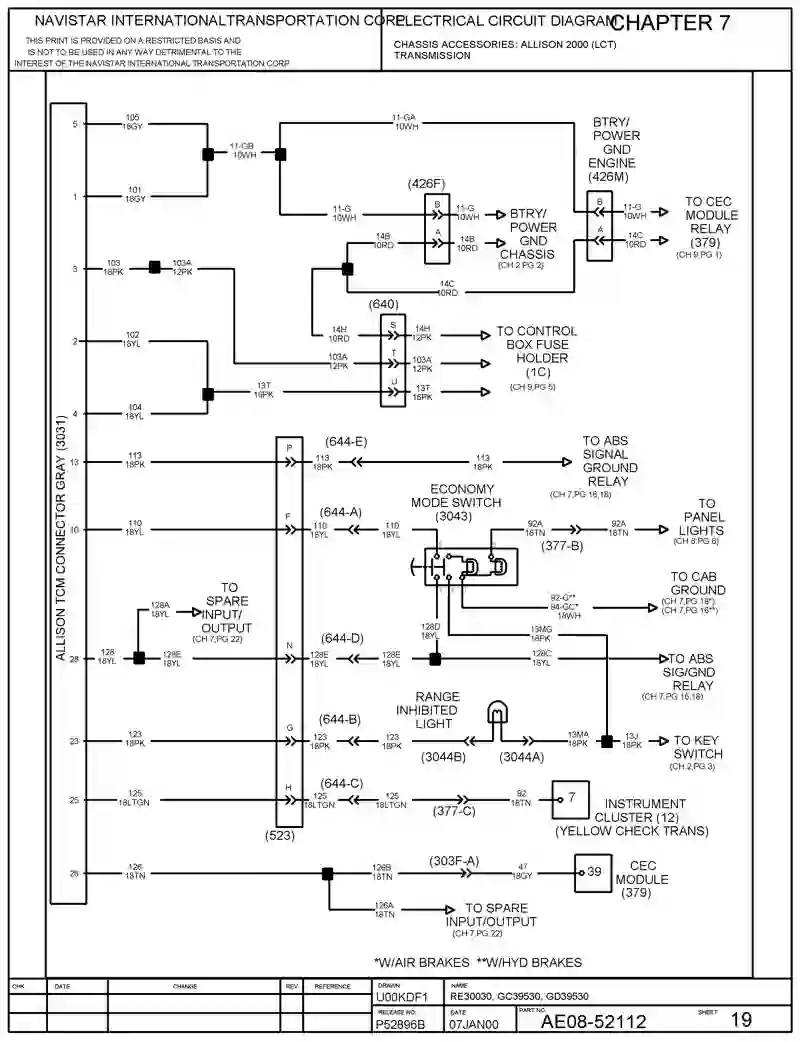 NAVISTAR INTERNATIONALTRANSPORTATION CORP.
THIS PRINT IS PROVIDED ON A RESTRICTED BASIS AND
IS NOT TO BE USED IN ANY WAY DETRIMENTAL TO THE
INTEREST OF THE NAVISTAR INTERNATIONAL TRANSPORTATION CORP
ELECTRICAL CIRCUIT DIAGRAM
CHAPTER 7
CHASSIS ACCESSORIES: ALLISON 2000 (LCT)
TRANSMISSION
ALLISON TCM CONNECTOR GRAY (3031)
5
105
18GY
11-GB
10WH
11-GA
10WH
BTRY/
POWER
GND
ENGINE
(426M)
1
101
18GY
(426F)
11-G
10WH
B
11-G
10WH
A
14B
10RD
14B
10RD
BTRY/
POWER
GND
CHASSIS
(CH 2,PG 2)
B
11-G
10WH
A
14C
10RD
TO CEC
MODULE
RELAY
(379)
(CH 9,PG 1)
3
103
16PK
103A
12PK
14C
10RD
(640)
2
102
18YL
14H
10RD
S
14H
12PK
103A
12PK
T
103A
12PK
13T
16PK
U
13T
16PK
TO CONTROL
BOX FUSE
HOLDER
(1C)
(CH 9,PG 5)
4
104
18YL
13
113
18PK
P
(644-E)
113
18PK
113
18PK
TO ABS
SIGNAL
GROUND
RELAY
(CH 7,PG 16,18)
ECONOMY
MODE SWITCH
(3043)
10
110
18YL
F
(644-A)
110
18YL
110
18YL
92A
18TN
(377-B)
92A
18TN
TO
PANEL
LIGHTS
(CH 8,PG 8)
TO CAB
GROUND
(CH 7,PG 18*)
(CH 7,PG 16**)
92-G**
84-GC*
18WH
128A
18YL
TO
SPARE
INPUT/
OUTPUT
(CH 7,PG 22)
128D
18YL
13MG
18PK
28
128
18YL
128E
18YL
N
(644-D)
128E
18YL
128E
18YL
128C
18YL
TO ABS
SIG/GND
RELAY
(CH 7,PG 16,18)
RANGE
INHIBITED
LIGHT
23
123
18PK
G
(644-B)
123
18PK
123
18PK
(3044B)
(3044A)
13MA
18PK
13J
18PK
TO KEY
SWITCH
(CH 2,PG 3)
25
125
18LTGN
H
(644-C)
125
18LTGN
125
18LTGN
(377-C)
92
18TN
7
INSTRUMENT
CLUSTER (12)
(YELLOW CHECK TRANS)
(523)
126
18TN
126B
18TN
(303F-A)
47
18GY
39
CEC
MODULE
(379)
126A
18TN
TO SPARE
INPUT/OUTPUT
(CH 7,PG 22)
*W/AIR BRAKES **W/HYD BRAKES
CHK
DATE
CHANGE
REV
REFERENCE
DRAWN
U00KDF1
NAME
RE30030, GC39530, GD39530
RELEASE NO.
P52896B
DATE
07JAN00
PART NO.
AE08-52112
SHEET
19